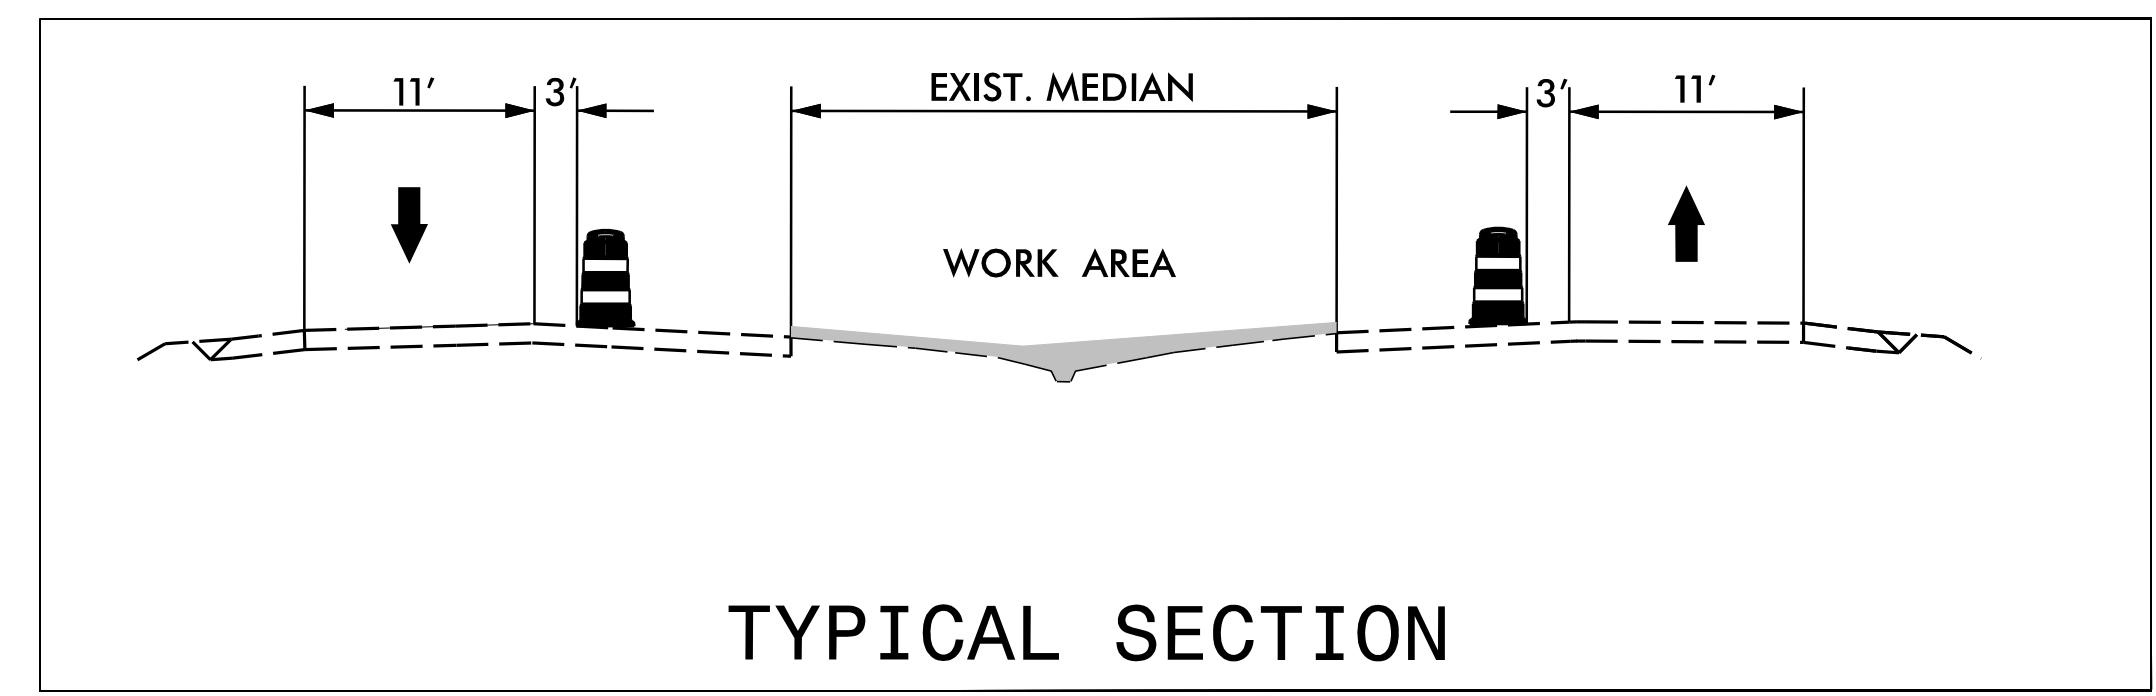 11' 3' EXIST. MEDIAN 3' 11'
WORK AREA
TYPICAL SECTION